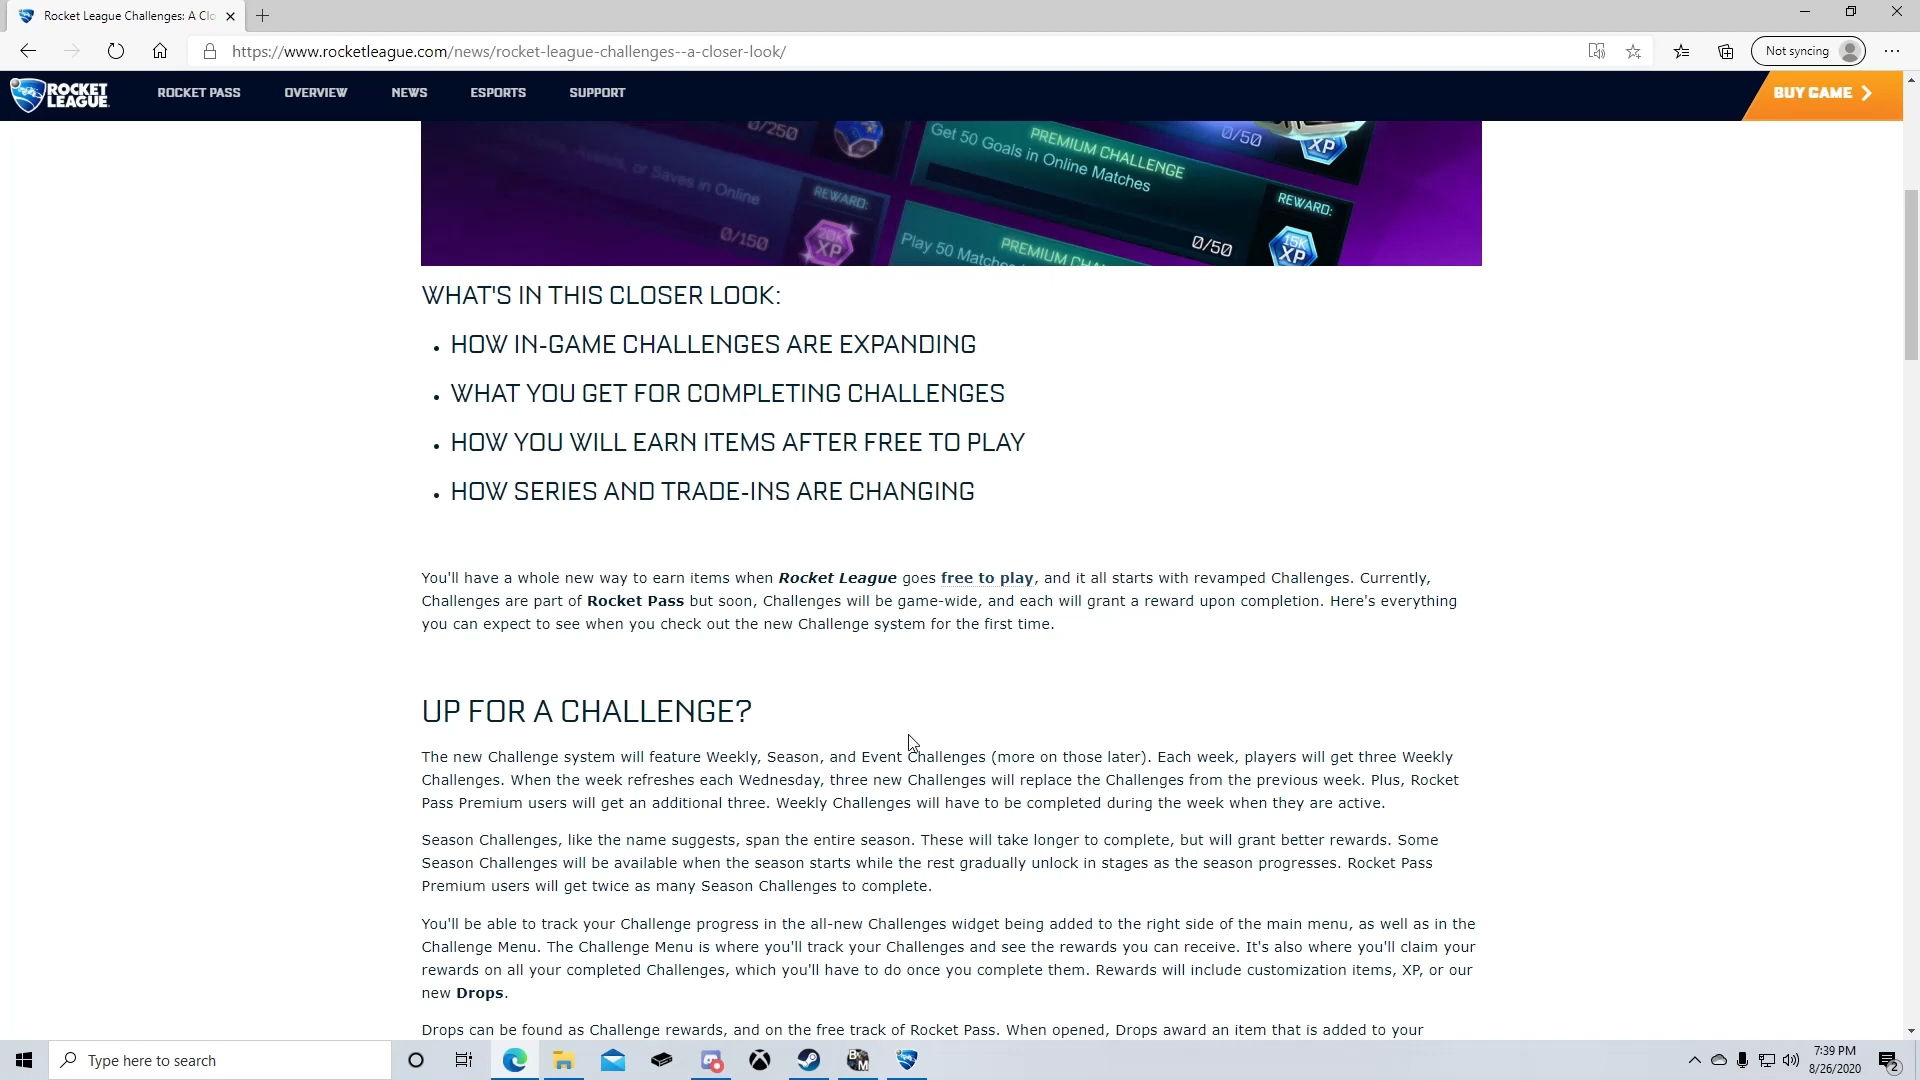 Rocket League Challenges: A Clo
https://www.rocketleague.com/news/rocket-league-challenges--a-closer-look/
Not syncing
ROCKET LEAGUE
ROCKET PASS
OVERVIEW
NEWS
ESPORTS
SUPPORT
BUY GAME
0/250
Get 50 Goals in Online Matches
PREMIUM CHALLENGE
0/50
XP
or Saves in Online
REWARD:
0/150
20K XP
REWARD:
0/50
15K XP
Play 50 Matches
PREMIUM CHA
WHAT'S IN THIS CLOSER LOOK:
• HOW IN-GAME CHALLENGES ARE EXPANDING
• WHAT YOU GET FOR COMPLETING CHALLENGES
• HOW YOU WILL EARN ITEMS AFTER FREE TO PLAY
• HOW SERIES AND TRADE-INS ARE CHANGING
You'll have a whole new way to earn items when Rocket League goes free to play, and it all starts with revamped Challenges. Currently,
Challenges are part of Rocket Pass but soon, Challenges will be game-wide, and each will grant a reward upon completion. Here's everything
you can expect to see when you check out the new Challenge system for the first time.
UP FOR A CHALLENGE?
The new Challenge system will feature Weekly, Season, and Event Challenges (more on those later). Each week, players will get three Weekly
Challenges. When the week refreshes each Wednesday, three new Challenges will replace the Challenges from the previous week. Plus, Rocket
Pass Premium users will get an additional three. Weekly Challenges will have to be completed during the week when they are active.
Season Challenges, like the name suggests, span the entire season. These will take longer to complete, but will grant better rewards. Some
Season Challenges will be available when the season starts while the rest gradually unlock in stages as the season progresses. Rocket Pass
Premium users will get twice as many Season Challenges to complete.
You'll be able to track your Challenge progress in the all-new Challenges widget being added to the right side of the main menu, as well as in the
Challenge Menu. The Challenge Menu is where you'll track your Challenges and see the rewards you can receive. It's also where you'll claim your
rewards on all your completed Challenges, which you'll have to do once you complete them. Rewards will include customization items, XP, or our
new Drops.
Drops can be found as Challenge rewards, and on the free track of Rocket Pass. When opened, Drops award an item that is added to your
Type here to search
BM
7:39 PM
8/26/2020
2